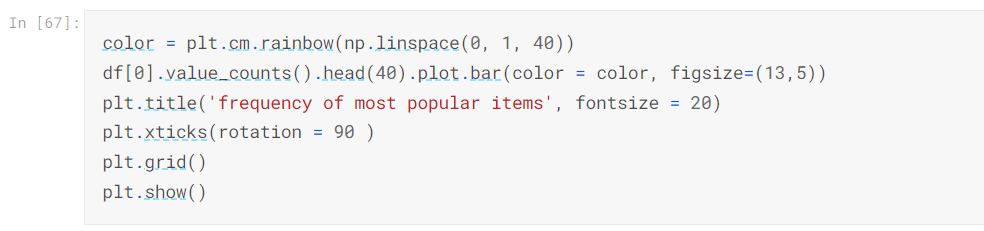 In [67]:
color = plt.cm.rainbow(np.linspace(0, 1, 40))
df[0].value_counts().head(40).plot.bar(color = color, figsize=(13,5))
plt.title('frequency of most popular items', fontsize = 20)
plt.xticks(rotation = 90 )
plt.grid()
plt.show()